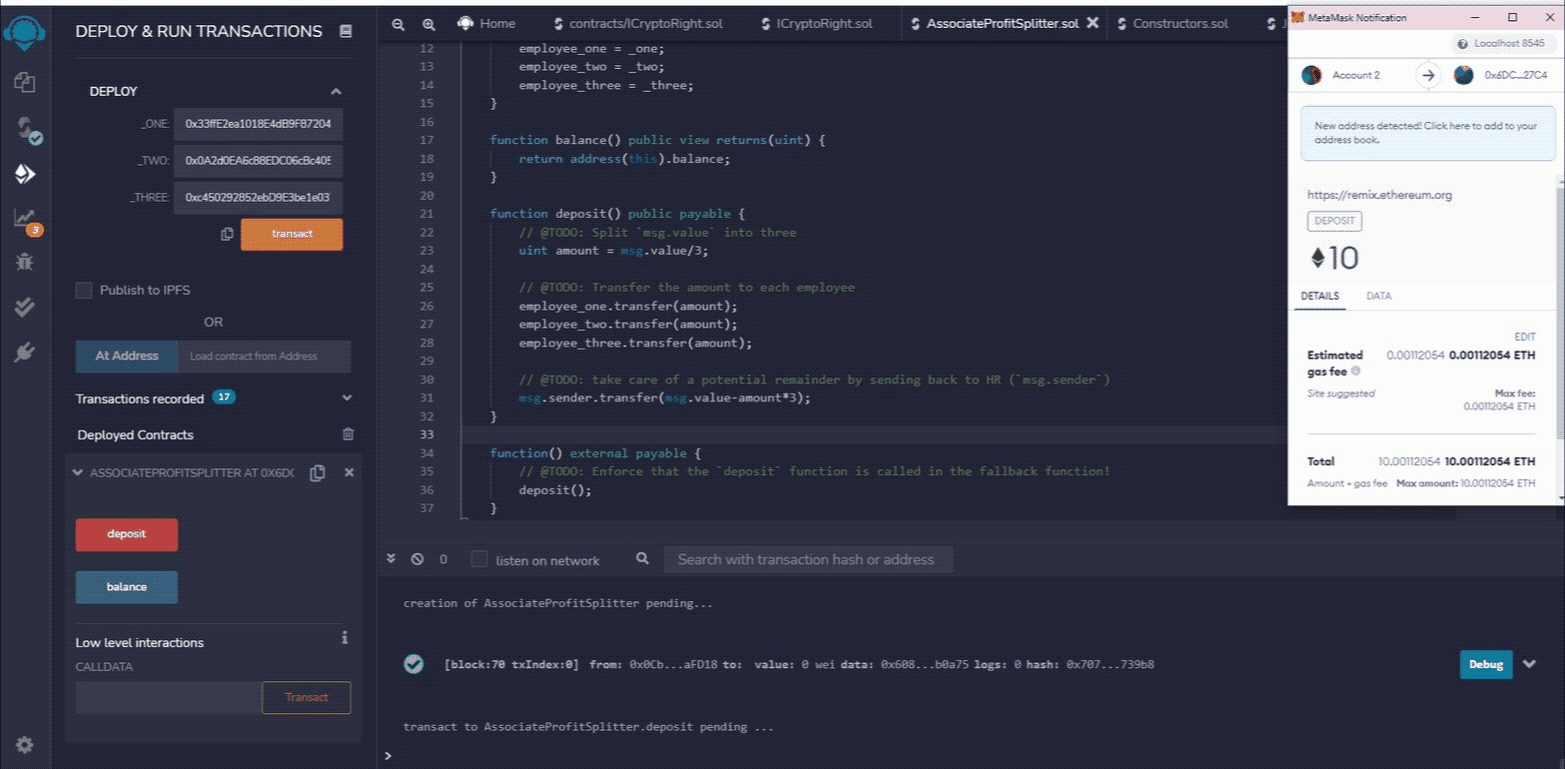 DEPLOY & RUN TRANSACTIONS
DEPLOY
_ONE: 0x33ffE2ea1018E4dB9F87204
_TWO: 0x0A2d0EA6c88EDC06cBc405
_THREE: 0xc450292852ebD9E3be1e03
transact
Publish to IPFS
OR
At Address Load contract from Address
Transactions recorded 17
Deployed Contracts
ASSOCIATEPROFITSPLITTER AT 0X6DC
deposit
balance
Low level interactions
CALLDATA
Transact
3
Home contracts/ICryptoRight.sol ICryptoRight.sol AssociateProfitSplitter.sol Constructors.sol
12 employee_one = _one;
13 employee_two = _two;
14 employee_three = _three;
15 }
16
17 function balance() public view returns(uint) {
18 return address(this).balance;
19 }
20
21 function deposit() public payable {
22 // @TODO: Split `msg.value` into three
23 uint amount = msg.value/3;
24
25 // @TODO: Transfer the amount to each employee
26 employee_one.transfer(amount);
27 employee_two.transfer(amount);
28 employee_three.transfer(amount);
29
30 // @TODO: take care of a potential remainder by sending back to HR (`msg.sender`)
31 msg.sender.transfer(msg.value-amount*3);
32 }
33
34 function() external payable {
35 // @TODO: Enforce that the `deposit` function is called in the fallback function!
36 deposit();
37 }
0 listen on network Search with transaction hash or address
creation of AssociateProfitSplitter pending...
[block:70 txIndex:0] from: 0x0Cb...aFD18 to: value: 0 wei data: 0x608...b0a75 logs: 0 hash: 0x707...739b8
Debug
transact to AssociateProfitSplitter.deposit pending ...
>
MetaMask Notification
Localhost 8545
Account 2 0x6DC...27C4
New address detected! Click here to add to your
address book.
https://remix.ethereum.org
DEPOSIT
10
DETAILS DATA
EDIT
Estimated 0.00112054 0.00112054 ETH
gas fee
Site suggested Max fee:
0.00112054 ETH
Total 10.00112054 10.00112054 ETH
Amount + gas fee Max amount: 10.00112054 ETH